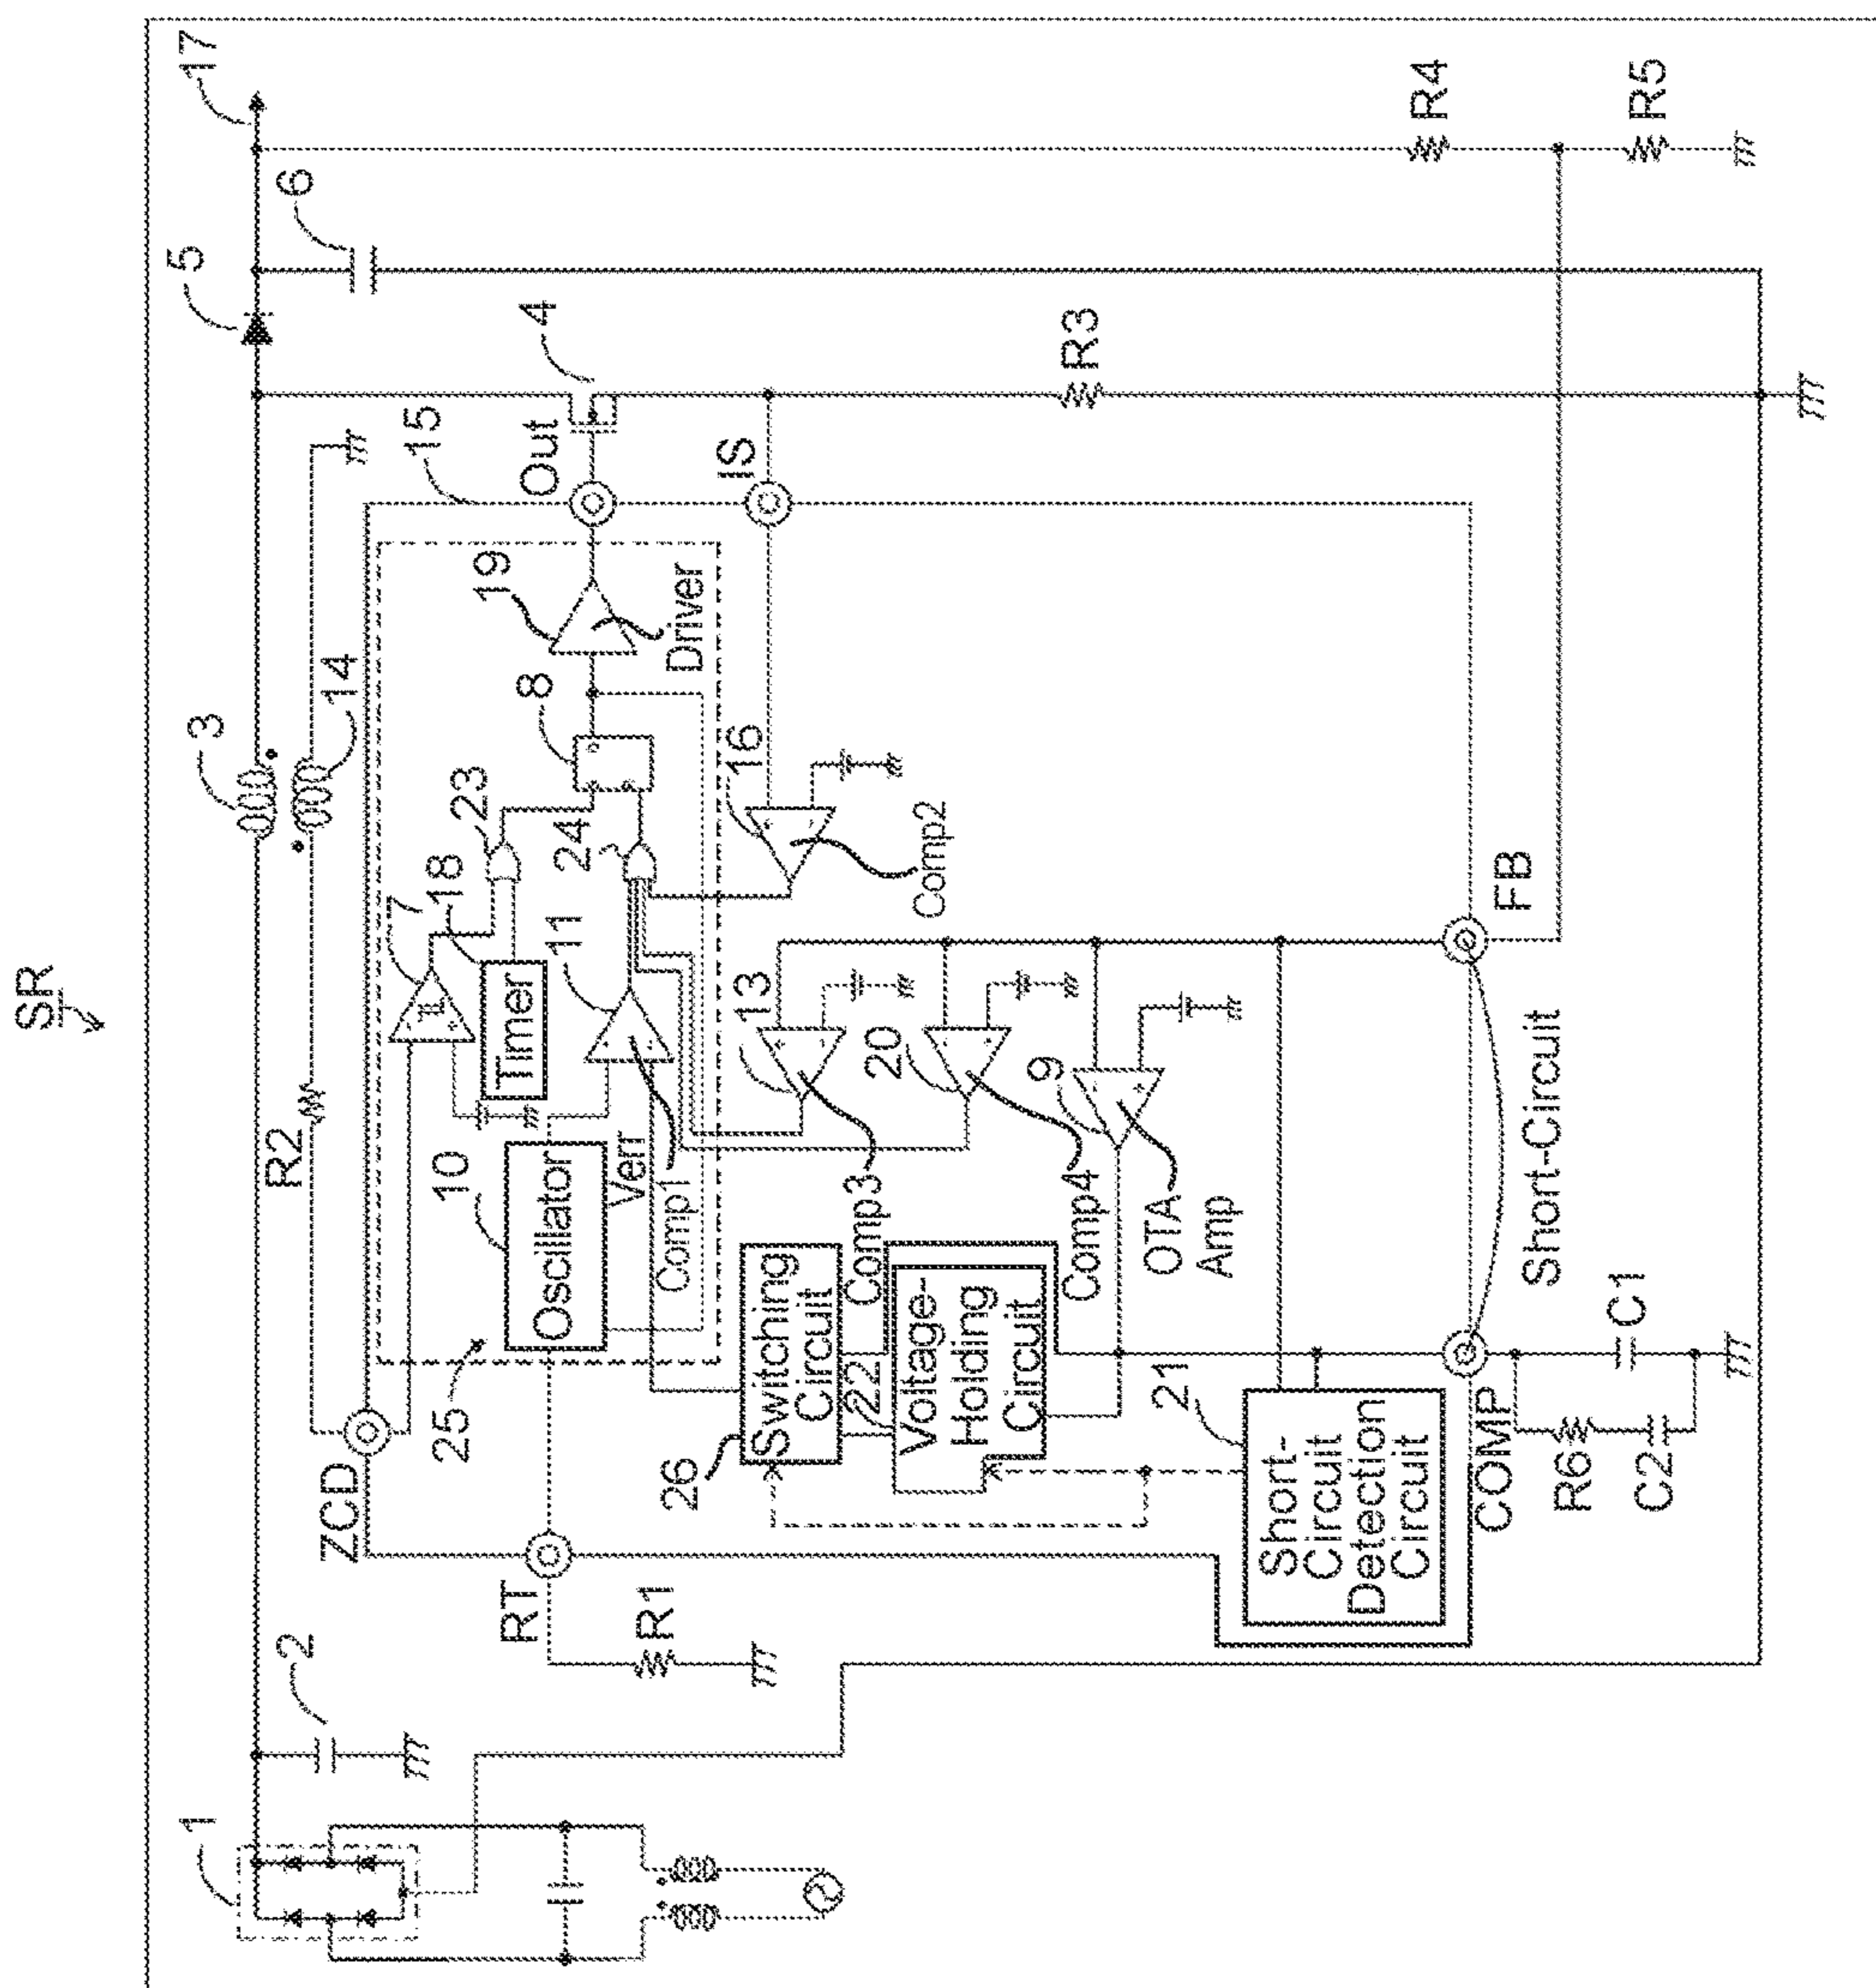 SR
1
2
3
5
17
6
14
R2
ZCD
15
4
Out
7
18
23
8
19
10
Timer
24
Driver
11
25
Oscillator
Verr
Comp1
RT
R1
IS
16
Comp2
R3
26
Switching
Circuit
13
Comp3
22
Voltage-
Holding
Circuit
20
Comp4
9
OTA
Amp
21
Short-
Circuit
Detection
Circuit
COMP
FB
Short-Circuit
R6
C2
C1
R4
R5